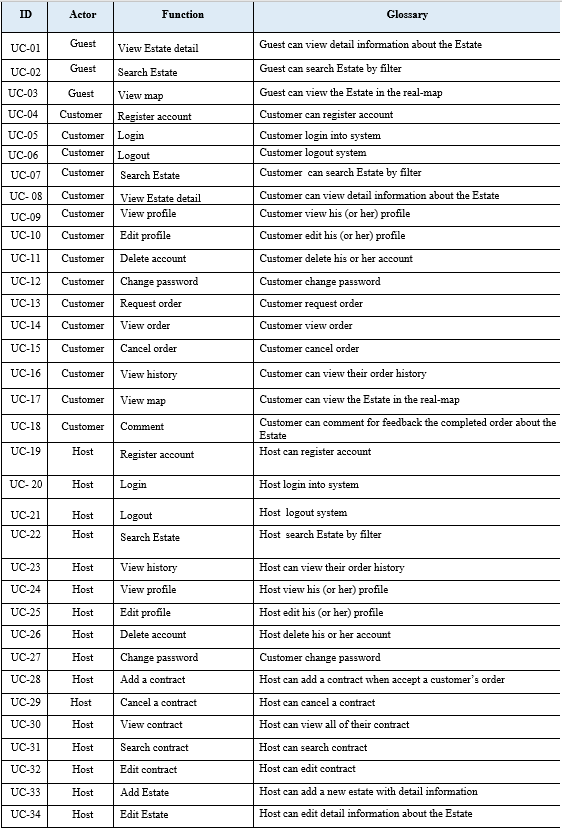 ID Actor Function Glossary
UC-01 Guest View Estate detail Guest can view detail information about the Estate
UC-02 Guest Search Estate Guest can search Estate by filter
UC-03 Guest View map Guest can view the Estate in the real-map
UC-04 Customer Register account Customer can register account
UC-05 Customer Login Customer login into system
UC-06 Customer Logout Customer logout system
UC-07 Customer Search Estate Customer can search Estate by filter
UC- 08 Customer View Estate detail Customer can view detail information about the Estate
UC-09 Customer View profile Customer view his (or her) profile
UC-10 Customer Edit profile Customer edit his (or her) profile
UC-11 Customer Delete account Customer delete his or her account
UC-12 Customer Change password Customer change password
UC-13 Customer Request order Customer request order
UC-14 Customer View order Customer view order
UC-15 Customer Cancel order Customer cancel order
UC-16 Customer View history Customer can view their order history
UC-17 Customer View map Customer can view the Estate in the real-map
UC-18 Customer Comment Customer can comment for feedback the completed order about the
Estate
UC-19 Host Register account Host can register account
UC- 20 Host Login Host login into system
UC-21 Host Logout Host logout system
UC-22 Host Search Estate Host search Estate by filter
UC-23 Host View history Host can view their order history
UC-24 Host View profile Host view his (or her) profile
UC-25 Host Edit profile Host edit his (or her) profile
UC-26 Host Delete account Host delete his or her account
UC-27 Host Change password Customer change password
UC-28 Host Add a contract Host can add a contract when accept a customer’s order
UC-29 Host Cancel a contract Host can cancel a contract
UC-30 Host View contract Host can view all of their contract
UC-31 Host Search contract Host can search contract
UC-32 Host Edit contract Host can edit contract
UC-33 Host Add Estate Host can add a new estate with detail information
UC-34 Host Edit Estate Host can edit detail information about the Estate